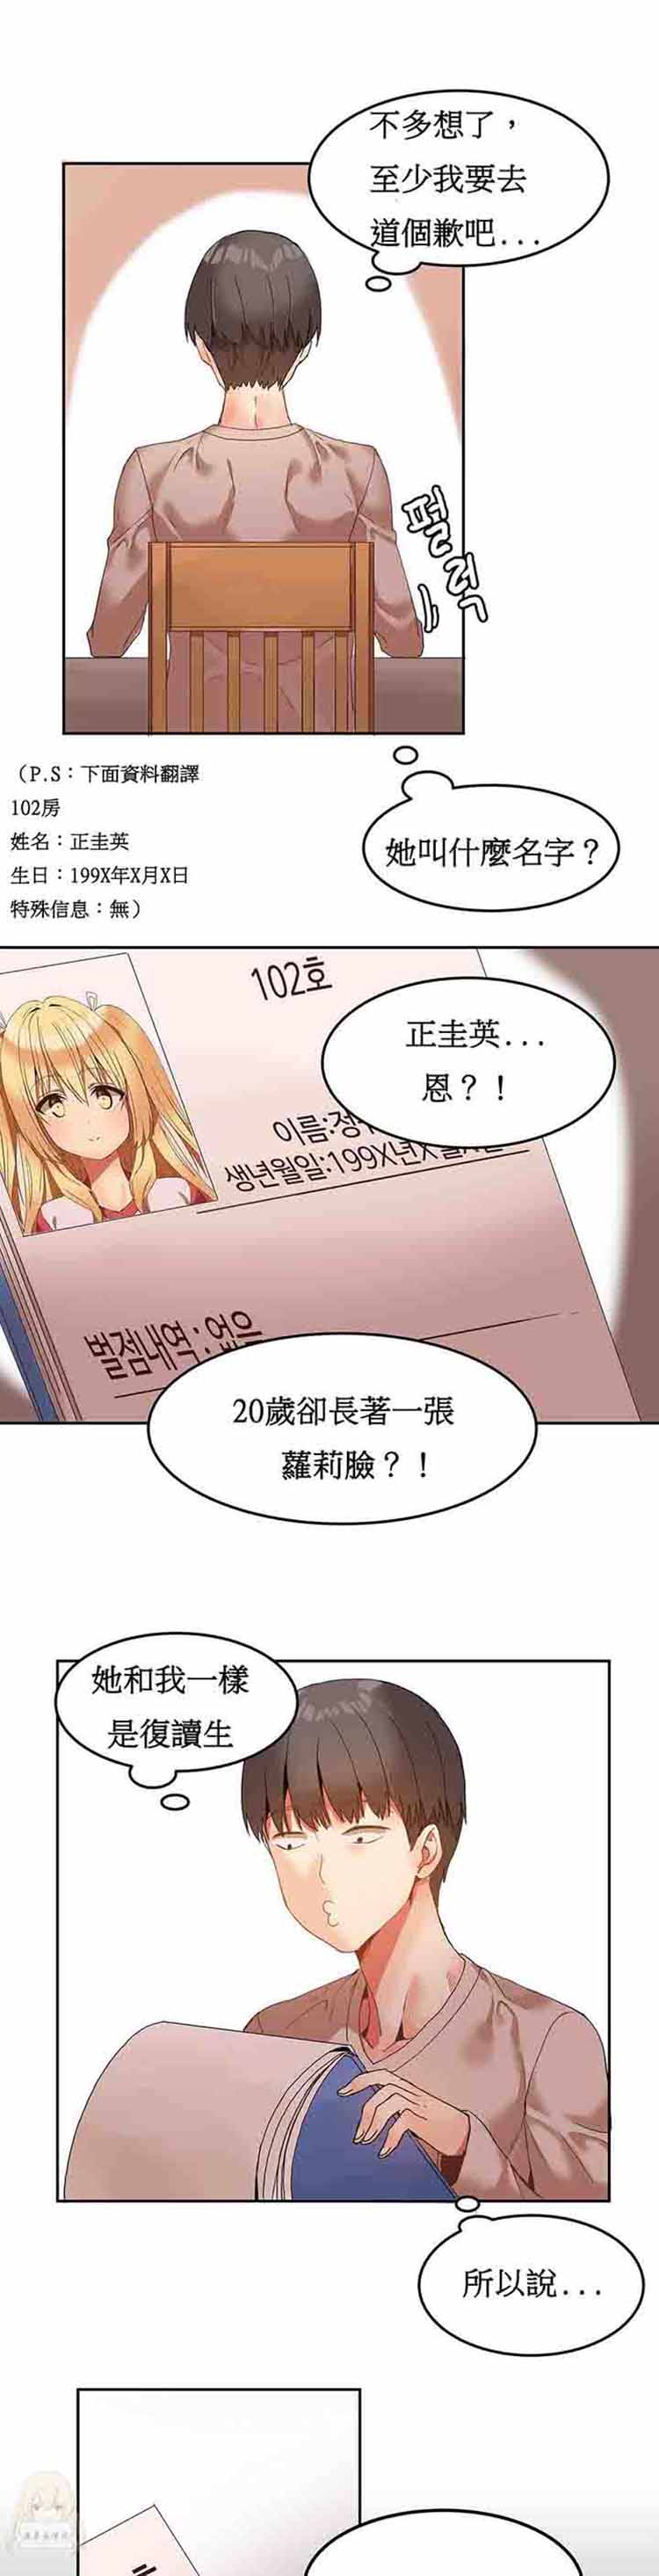 不多想了，
至少我要去
道個歉吧...
펄럭
（P.S：下面資料翻譯
102房
姓名：正圭英
生日：199X年X月X日
特殊信息：無）
她叫什麼名字？
102호
正圭英...
恩？！
이름:정
생년월일:199X년X월
벌점내역:없음
20歲卻長著一張
蘿莉臉？！
她和我一樣
是復讀生
所以說...